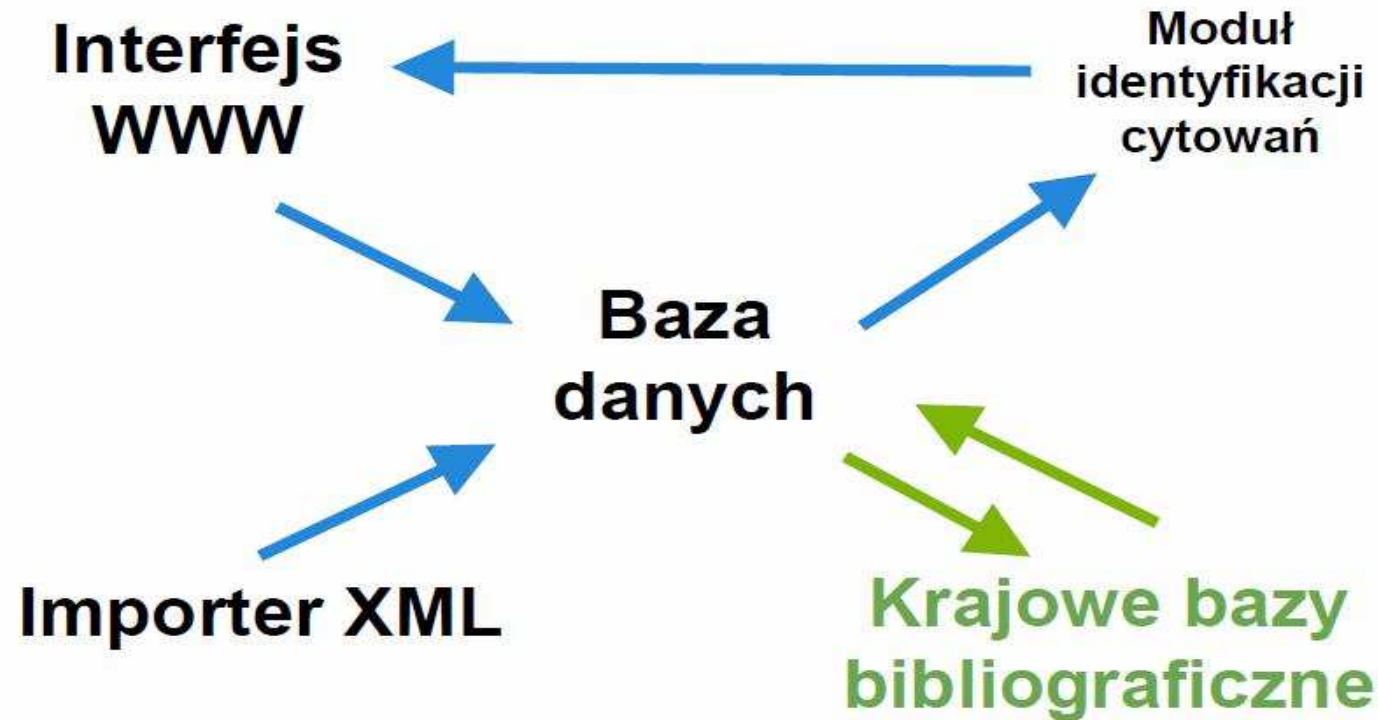 Interfejs
WWW
Moduł
identyfikacji
cytowań
Baza
danych
Importer XML
Krajowe bazy
bibliograficzne